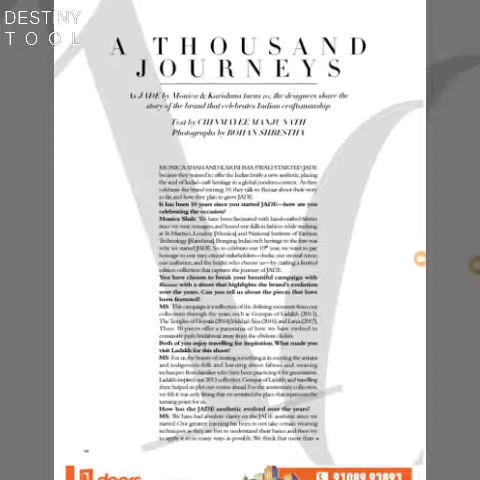 DESTINY
TOOL
A THOUSAND
JOURNEYS
As JADE by Monica & Karishma turns 10, the designers share the
story of the brand that celebrates Indian craftsmanship
Text by CHINMAYEE MANJUNATH
Photographs by ROHAN SHRESTHA
MONICA SHAH AND KARISHMA SWALI STARTED JADE
because they wanted to offer the Indian bride a new aesthetic, placing
the soul of India's craft heritage in a global modern context. As they
celebrate the brand turning 10, they talk to Bazaar about their story
so far, and how they plan to grow JADE.
It has been 10 years since you started JADE—how are you
celebrating the occasion?
Monica Shah: We have been fascinated with hand-crafted fabrics
since we were teenagers, and honed our skills in fashion while studying
at St Martin's, London [Monica] and National Institute of Fashion
Technology [Karishma]. Bringing India's rich heritage to the fore was
why we started JADE. So to celebrate our 10th year, we want to pay
homage to our very critical stakeholders—India, our eternal muse;
our craftsmen; and the brides who choose us—by crafting a limited
edition collection that captures the journey of JADE.
You have chosen to break your beautiful campaign with
Bazaar with a shoot that highlights the brand's evolution
over the years. Can you tell us about the pieces that have
been featured?
MS: This campaign is a reflection of the defining moments from our
collection through the years, such as Gompas of Ladakh (2013),
The Temples of (2014), (2016), and (2017).
These 10 pieces offer a panorama of how we have evolved to
constantly push breakaway away from the obvious clichés.
Both of you enjoy travelling for inspiration. What made you
visit Ladakh for this shoot?
MS: For us, the beauty of creating something is in meeting the artisans
and indigenous folk and learning about fabrics and weaving
techniques from families who have been practising it for generations.
Ladakh inspired our 2013 collection, Gompas of Ladakh, and travelling
there helped us plot our course ahead. For the anniversary collection,
we felt it was only fitting that we revisited the place that represents the
turning point for us.
How has the JADE aesthetic evolved over the years?
MS: We have had absolute clarity on the JADE aesthetic since we
started. Our greatest learning has been to not take certain weaving
techniques as they are but to understand their basics and then try
to apply it in as many ways as possible. We think that more than
doors
91089 93893